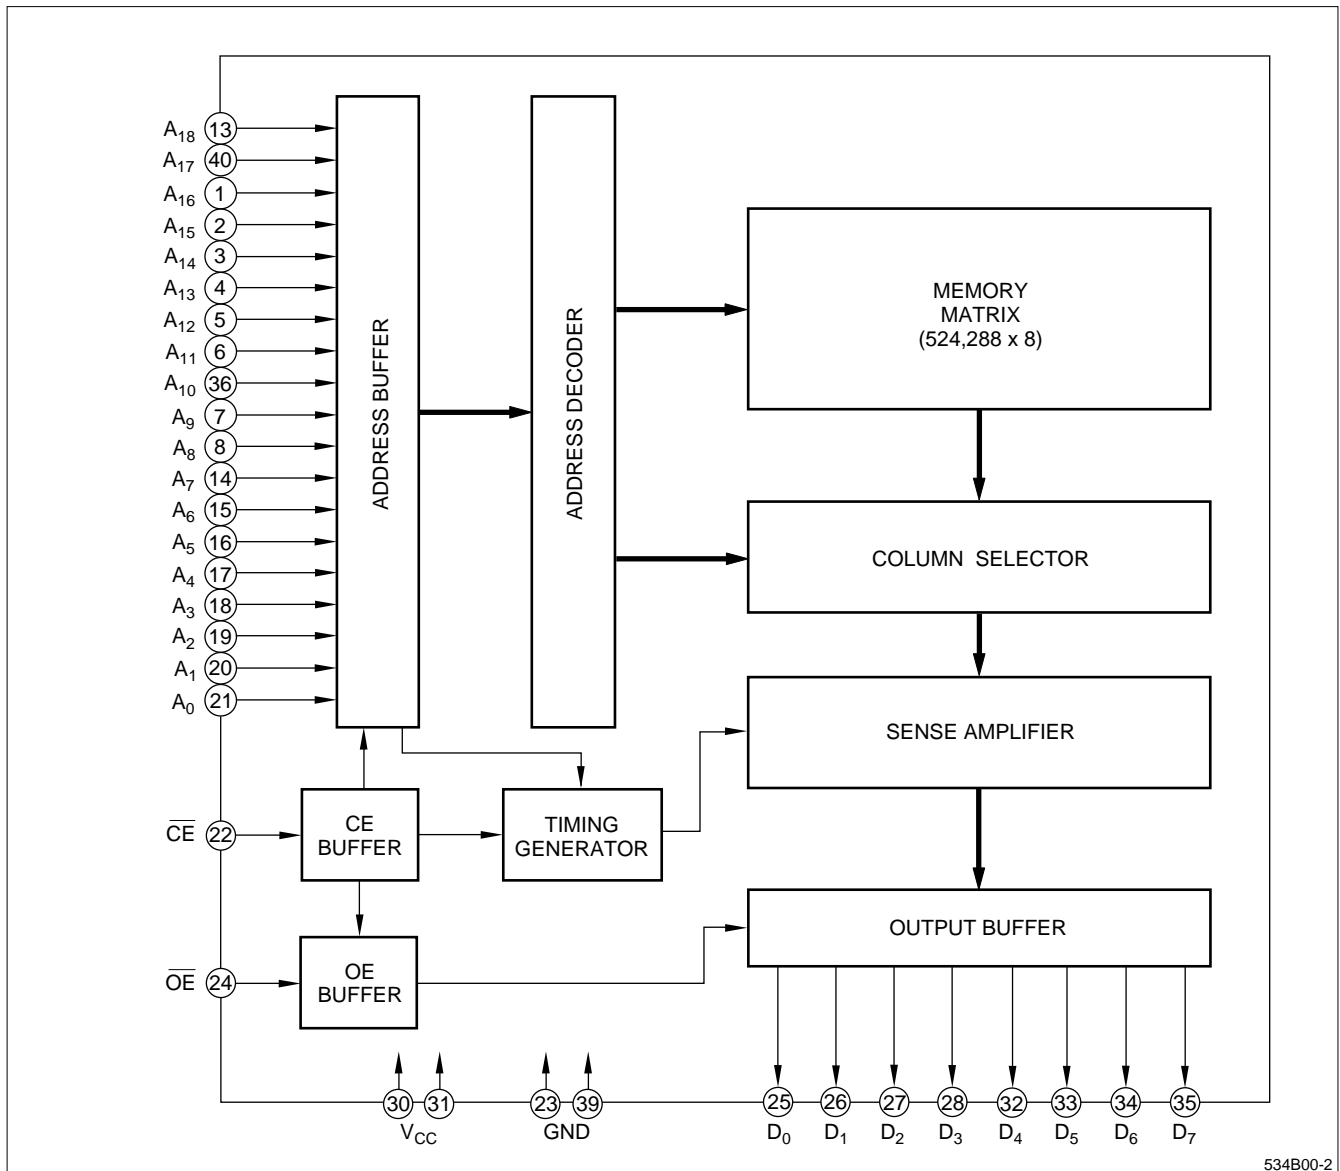 A18 13
A17 40
A16 1
A15 2
A14 3
A13 4
A12 5
A11 6
A10 36
A9 7
A8 8
A7 14
A6 15
A5 16
A4 17
A3 18
A2 19
A1 20
A0 21
CE 22
OE 24
ADDRESS BUFFER
ADDRESS DECODER
MEMORY
MATRIX
(524,288 x 8)
COLUMN SELECTOR
SENSE AMPLIFIER
CE
BUFFER
TIMING
GENERATOR
OE
BUFFER
OUTPUT BUFFER
30 31 23 39 25 26 27 28 32 33 34 35
VCC GND D0 D1 D2 D3 D4 D5 D6 D7
534B00-2